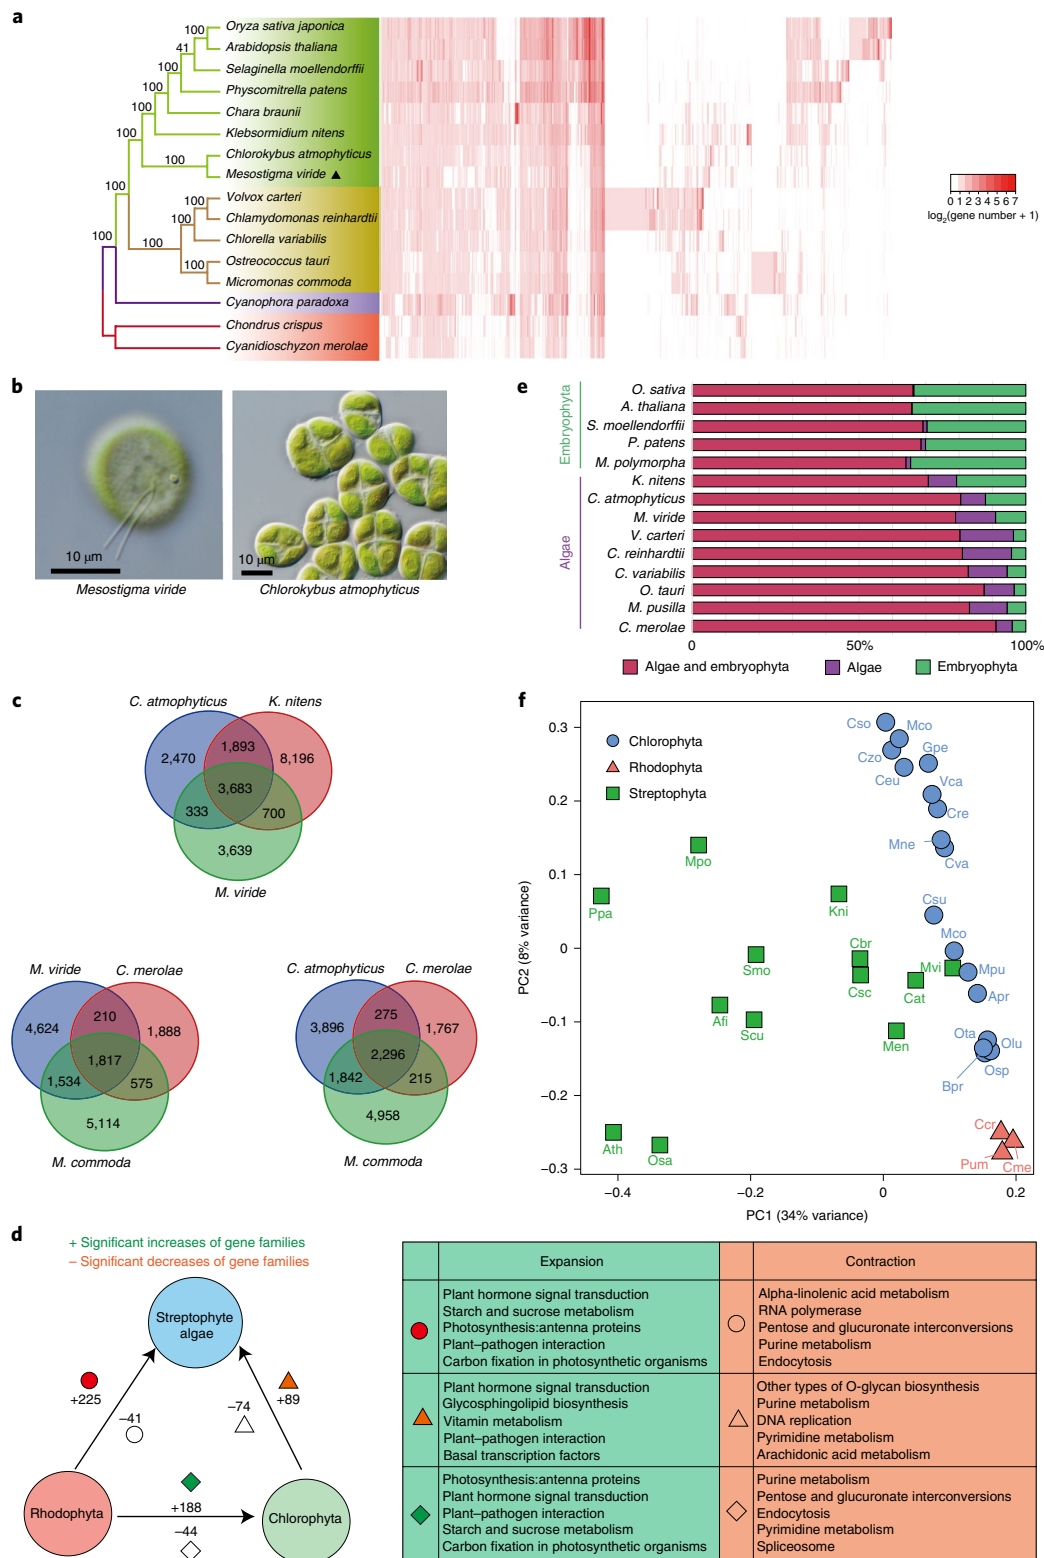 a
100
Oryza sativa japonica
41
Arabidopsis thaliana
100
Selaginella moellendorffii
100
Physcomitrella patens
100
Chara braunii
100
Klebsormidium nitens
100
Chlorokybus atmophyticus
Mesostigma viride ▲
100
Volvox carteri
100
Chlamydomonas reinhardtii
100
Chlorella variabilis
100
100
Ostreococcus tauri
100
Micromonas commoda
Cyanophora paradoxa
Chondrus crispus
Cyanidioschyzon merolae
0 1 2 3 4 5 6 7
log2(gene number + 1)
b
10 μm
Mesostigma viride
10 μm
Chlorokybus atmophyticus
e
Embryophyta
Algae
O. sativa
A. thaliana
S. moellendorffii
P. patens
M. polymorpha
K. nitens
C. atmophyticus
M. viride
V. carteri
C. reinhardtii
C. variabilis
O. tauri
M. pusilla
C. merolae
0 50% 100%
Algae and embryophyta Algae Embryophyta
c
C. atmophyticus K. nitens
2,470 1,893 8,196
3,683
333 700
3,639
M. viride
M. viride C. merolae
4,624 210 1,888
1,817
1,534 575
5,114
M. commoda
C. atmophyticus C. merolae
3,896 275 1,767
2,296
1,842 215
4,958
M. commoda
f
PC2 (8% variance)
0.3
0.2
0.1
0
−0.1
−0.2
−0.3
Chlorophyta
Rhodophyta
Streptophyta
Cso
Mco
Czo
Gpe
Ceu
Vca
Cre
Mne
Cva
Mpo
Ppa
Kni
Csu
Mco
Cbr
Smo
Mvi
Mpu
Csc
Cat
Apr
Afi
Scu
Men
Ota
Olu
Osp
Bpr
Ath
Osa
Ccr
Pum
Cme
−0.4 −0.2 0 0.2
PC1 (34% variance)
d
+ Significant increases of gene families
− Significant decreases of gene families
Streptophyte
algae
+225
−41
+89
−74
Rhodophyta
+188
−44
Chlorophyta
Expansion
Contraction
Plant hormone signal transduction
Starch and sucrose metabolism
Photosynthesis:antenna proteins
Plant–pathogen interaction
Carbon fixation in photosynthetic organisms
Alpha-linolenic acid metabolism
RNA polymerase
Pentose and glucuronate interconversions
Purine metabolism
Endocytosis
Plant hormone signal transduction
Glycosphingolipid biosynthesis
Vitamin metabolism
Plant–pathogen interaction
Basal transcription factors
Other types of O-glycan biosynthesis
Purine metabolism
DNA replication
Pyrimidine metabolism
Arachidonic acid metabolism
Photosynthesis:antenna proteins
Plant hormone signal transduction
Plant–pathogen interaction
Starch and sucrose metabolism
Carbon fixation in photosynthetic organisms
Purine metabolism
Pentose and glucuronate interconversions
Endocytosis
Pyrimidine metabolism
Spliceosome